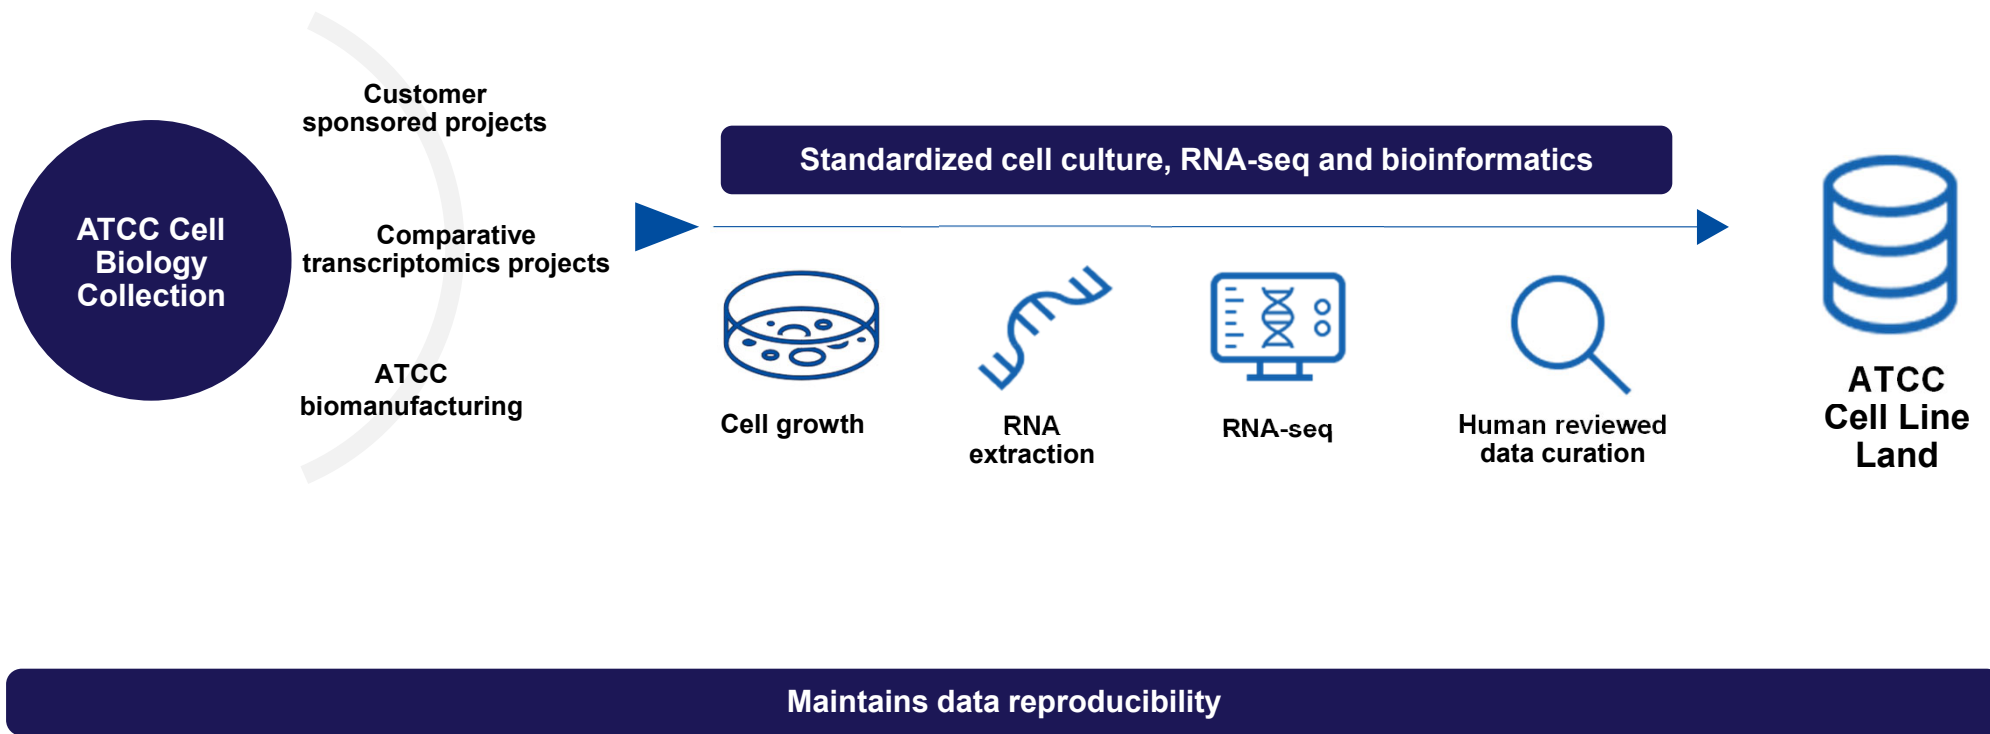 Customer
sponsored projects
ATCC Cell
Biology
Collection
Comparative
transcriptomics projects
ATCC
biomanufacturing
Standardized cell culture, RNA-seq and bioinformatics
Cell growth
RNA
extraction
RNA-seq
Human reviewed
data curation
ATCC
Cell Line
Land
Maintains data reproducibility